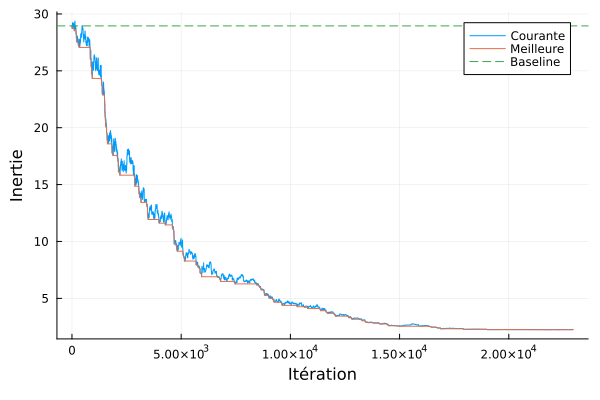 30
25
20
15
10
5
Inertie
Courante
Meilleure
Baseline
0
5.00×10³
1.00×10⁴
1.50×10⁴
2.00×10⁴
Itération